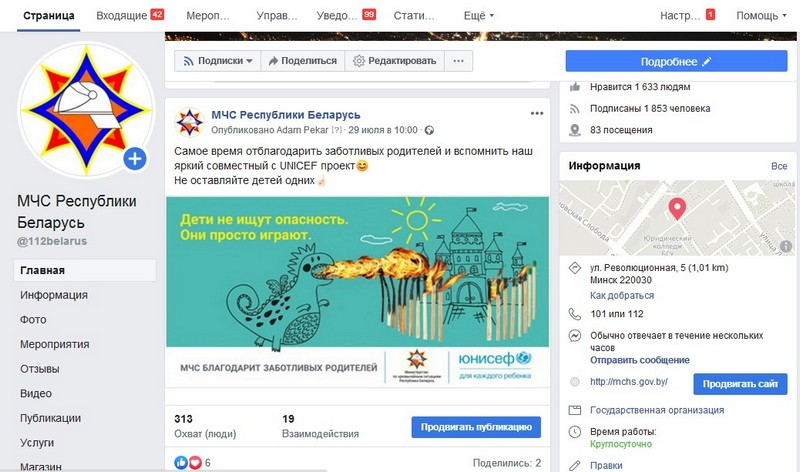 Страница
Входящие 42
Мероп...
Управ...
Уведо... 99
Стати...
Ещё
Настр... 1
Помощь
МЧС Республики
Беларусь
@112belarus
Главная
Информация
Фото
Мероприятия
Отзывы
Видео
Публикации
Услуги
Магазин
Подписки
Поделиться
Редактировать
Подробнее
МЧС Республики Беларусь
Опубликовано Adam Pekar [?] · 29 июля в 10:00 ·
Самое время отблагодарить заботливых родителей и вспомнить наш
яркий совместный с UNICEF проект😊
Не оставляйте детей одних☝🏻
Дети не ищут опасность.
Они просто играют.
МЧС БЛАГОДАРИТ ЗАБОТЛИВЫХ РОДИТЕЛЕЙ
Министерство
по чрезвычайным ситуациям
Республики Беларусь
юнисеф
для каждого ребенка
313
Охват (люди)
19
Взаимодействия
Продвигать публикацию
6
Поделились: 2
Нравится 1 633 людям
Подписаны 1 853 человека
83 посещения
Информация
Все
Юридический
колледж
БГУ
ул. Революционная, 5 (1,01 km)
Минск 220030
Как добраться
101 или 112
Обычно отвечает в течение нескольких
часов
Отправить сообщение
http://mchs.gov.by/
Продвигать сайт
Государственная организация
Время работы:
Круглосуточно
Правки